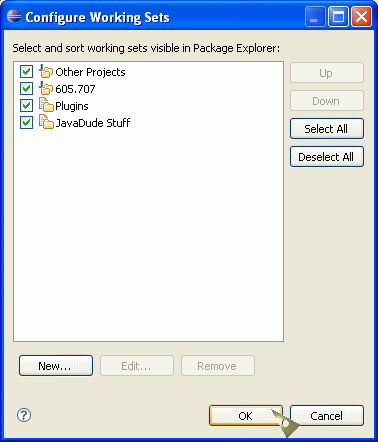 Configure Working Sets
Select and sort working sets visible in Package Explorer:
Other Projects
605.707
Plugins
JavaDude Stuff
Up
Down
Select All
Deselect All
New...
Edit...
Remove
?
OK
Cancel